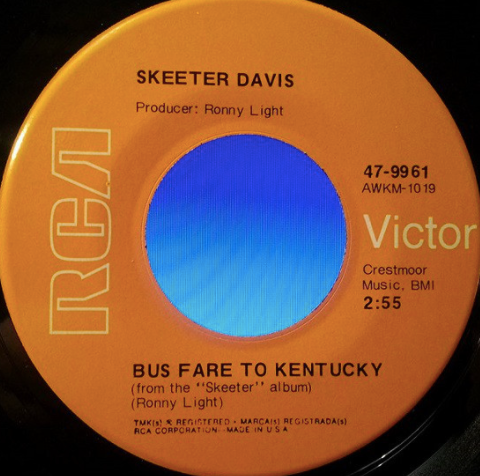 SKEETER DAVIS
Producer: Ronny Light
RCA
47-9961
AWKM-1019
Victor
Crestmoor
Music, BMI
2:55
BUS FARE TO KENTUCKY
(from the "Skeeter" album)
(Ronny Light)
TMK(s) ® REGISTERED • MARCA(s) REGISTRADA(s)
RCA CORPORATION-MADE IN U.S.A